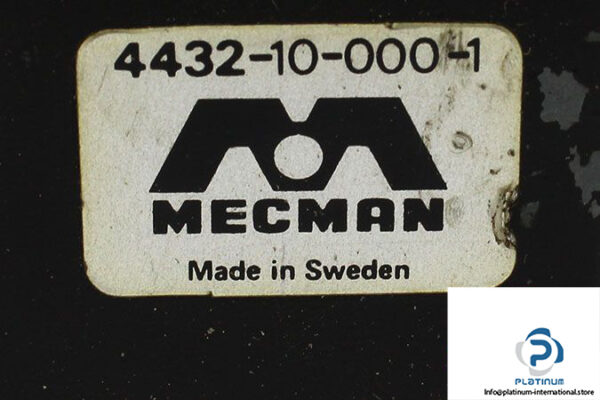 4432-10-000-1
MECMAN
Made in Sweden
PLATINUM
Info@platinum-international.store